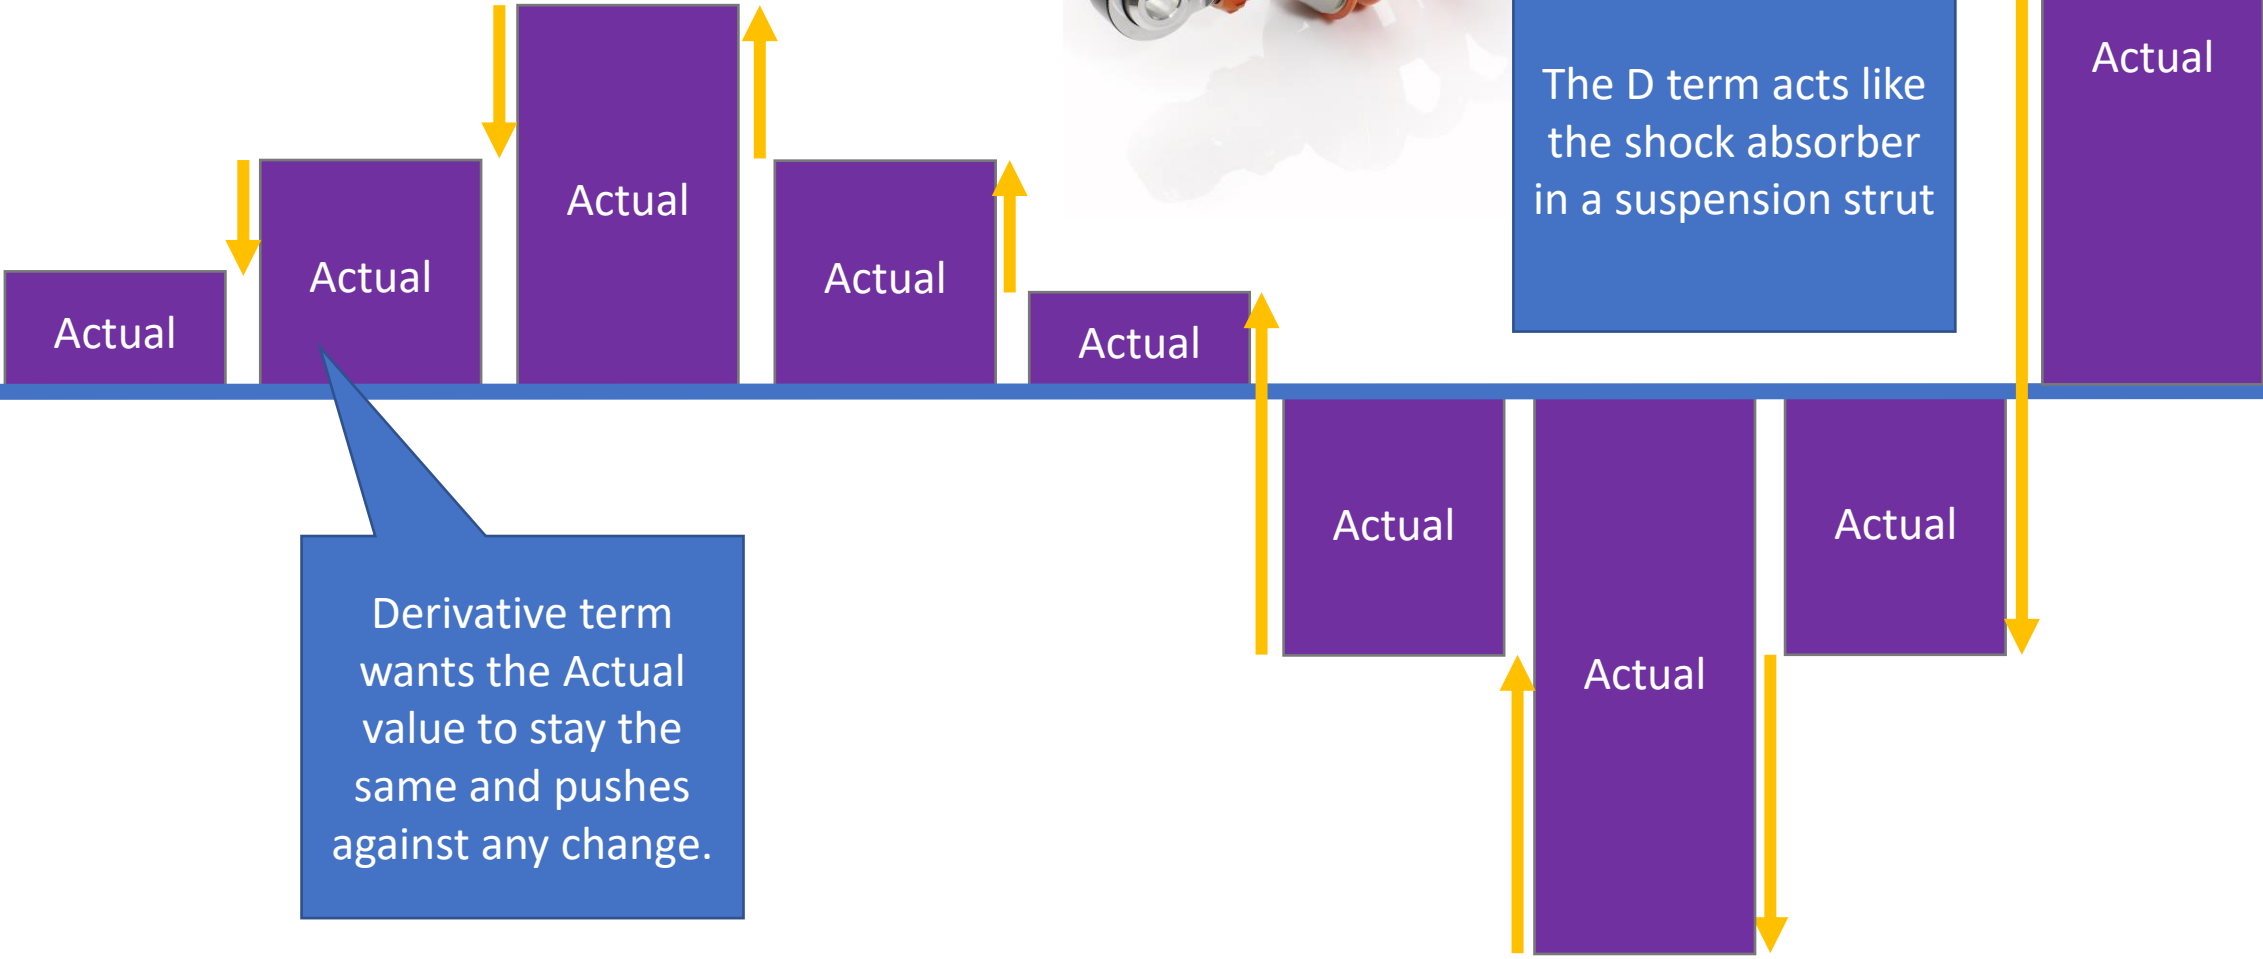 Actual
The D term acts like
the shock absorber
in a suspension strut
Actual
Actual
Actual
Actual
Actual
Actual
Actual
Actual
Derivative term
wants the Actual
value to stay the
same and pushes
against any change.